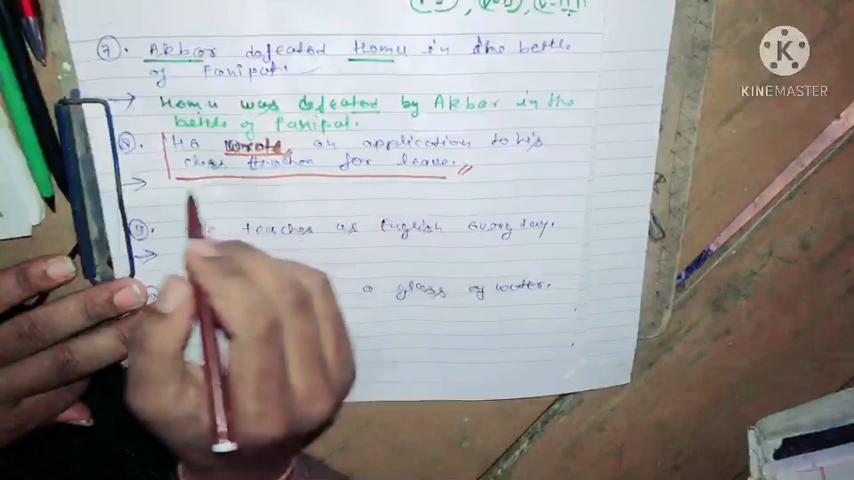 7. Akbar defeated Hemu in the battle
of Panipat.
→ Hemu was defeated by Akbar in the
battle of Panipat.
8. He wrote an application to his
class teacher for leave.
→
9. teaches us English everyday.
→
a glass of water.
KINEMASTER